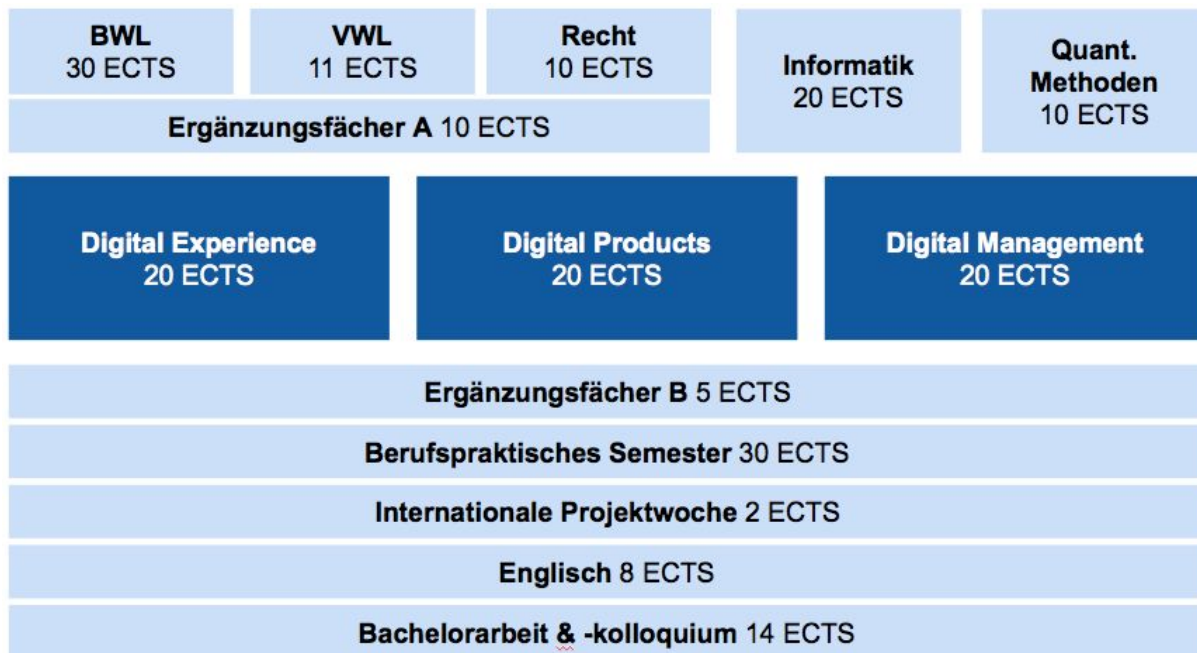 BWL
30 ECTS
VWL
11 ECTS
Recht
10 ECTS
Informatik
20 ECTS
Quant.
Methoden
10 ECTS
Ergänzungsfächer A 10 ECTS
Digital Experience
20 ECTS
Digital Products
20 ECTS
Digital Management
20 ECTS
Ergänzungsfächer B 5 ECTS
Berufspraktisches Semester 30 ECTS
Internationale Projektwoche 2 ECTS
Englisch 8 ECTS
Bachelorarbeit & -kolloquium 14 ECTS